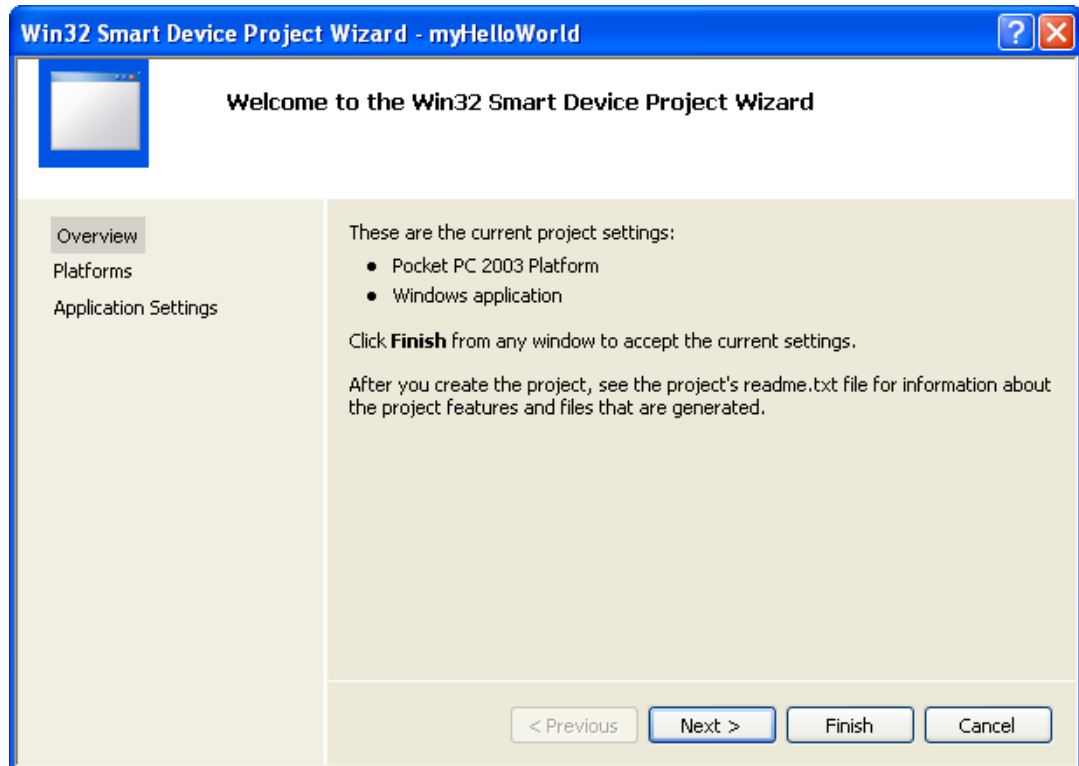 Win32 Smart Device Project Wizard - myHelloWorld
Welcome to the Win32 Smart Device Project Wizard
Overview
Platforms
Application Settings
These are the current project settings:
● Pocket PC 2003 Platform
● Windows application
Click Finish from any window to accept the current settings.
After you create the project, see the project's readme.txt file for information about
the project features and files that are generated.
< Previous
Next >
Finish
Cancel